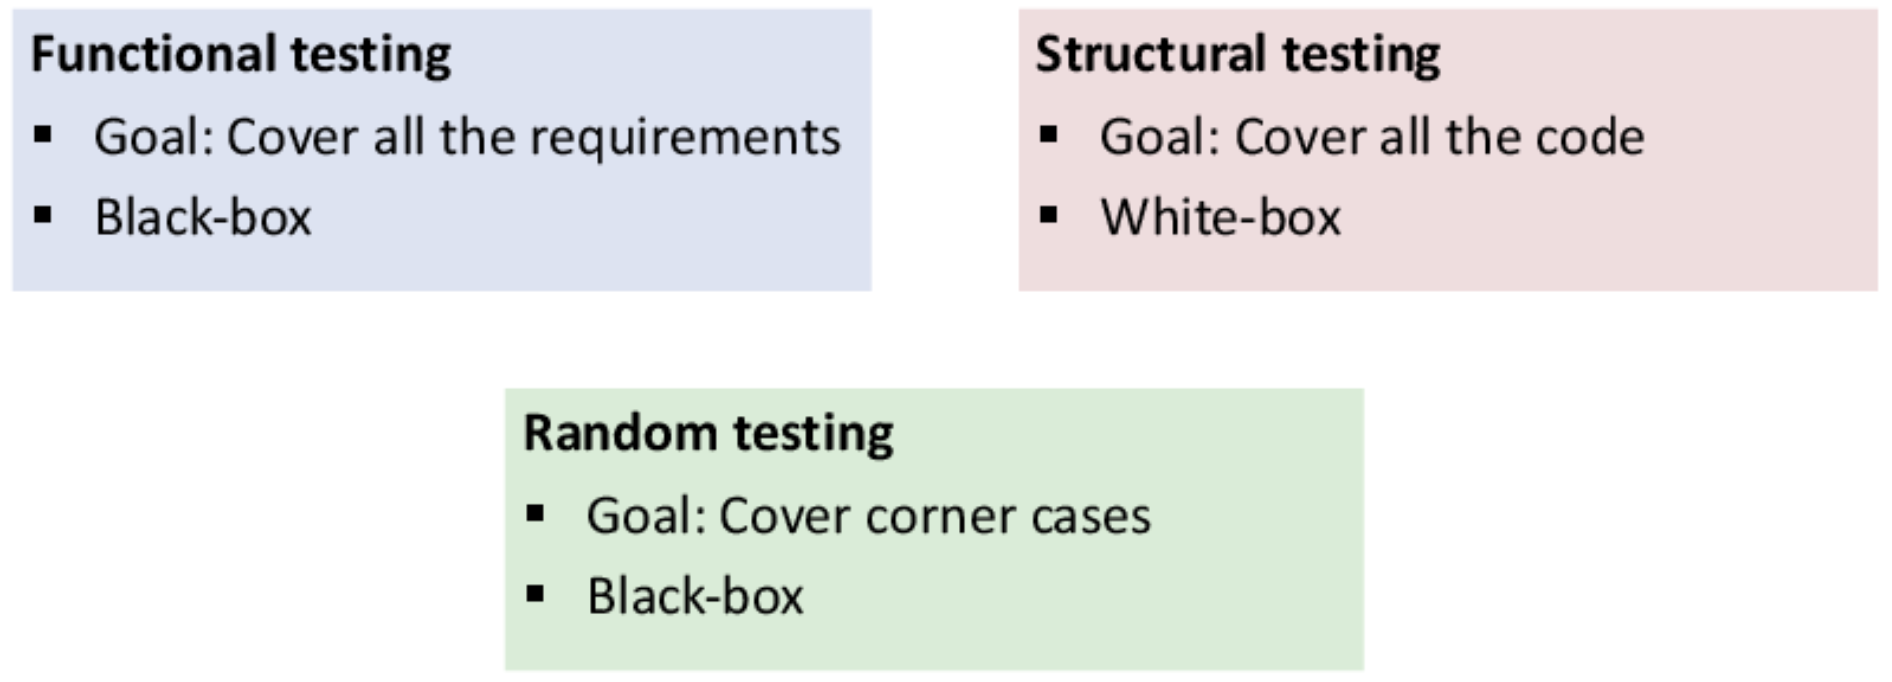 Functional testing
▪ Goal: Cover all the requirements
▪ Black-box
Structural testing
▪ Goal: Cover all the code
▪ White-box
Random testing
▪ Goal: Cover corner cases
▪ Black-box